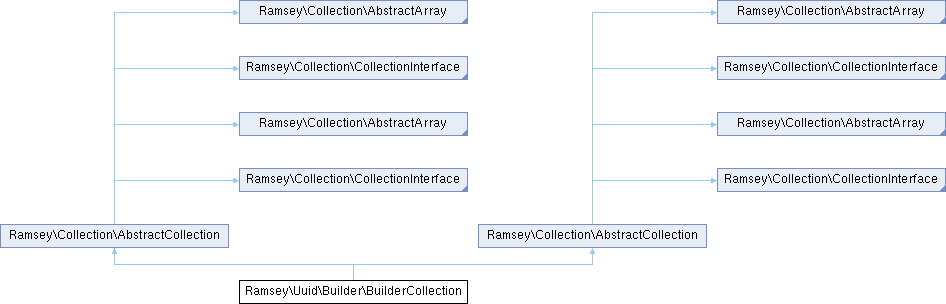 Ramsey\Collection\AbstractArray
Ramsey\Collection\AbstractArray
Ramsey\Collection\CollectionInterface
Ramsey\Collection\CollectionInterface
Ramsey\Collection\AbstractArray
Ramsey\Collection\AbstractArray
Ramsey\Collection\CollectionInterface
Ramsey\Collection\CollectionInterface
Ramsey\Collection\AbstractCollection
Ramsey\Collection\AbstractCollection
Ramsey\Uuid\Builder\BuilderCollection